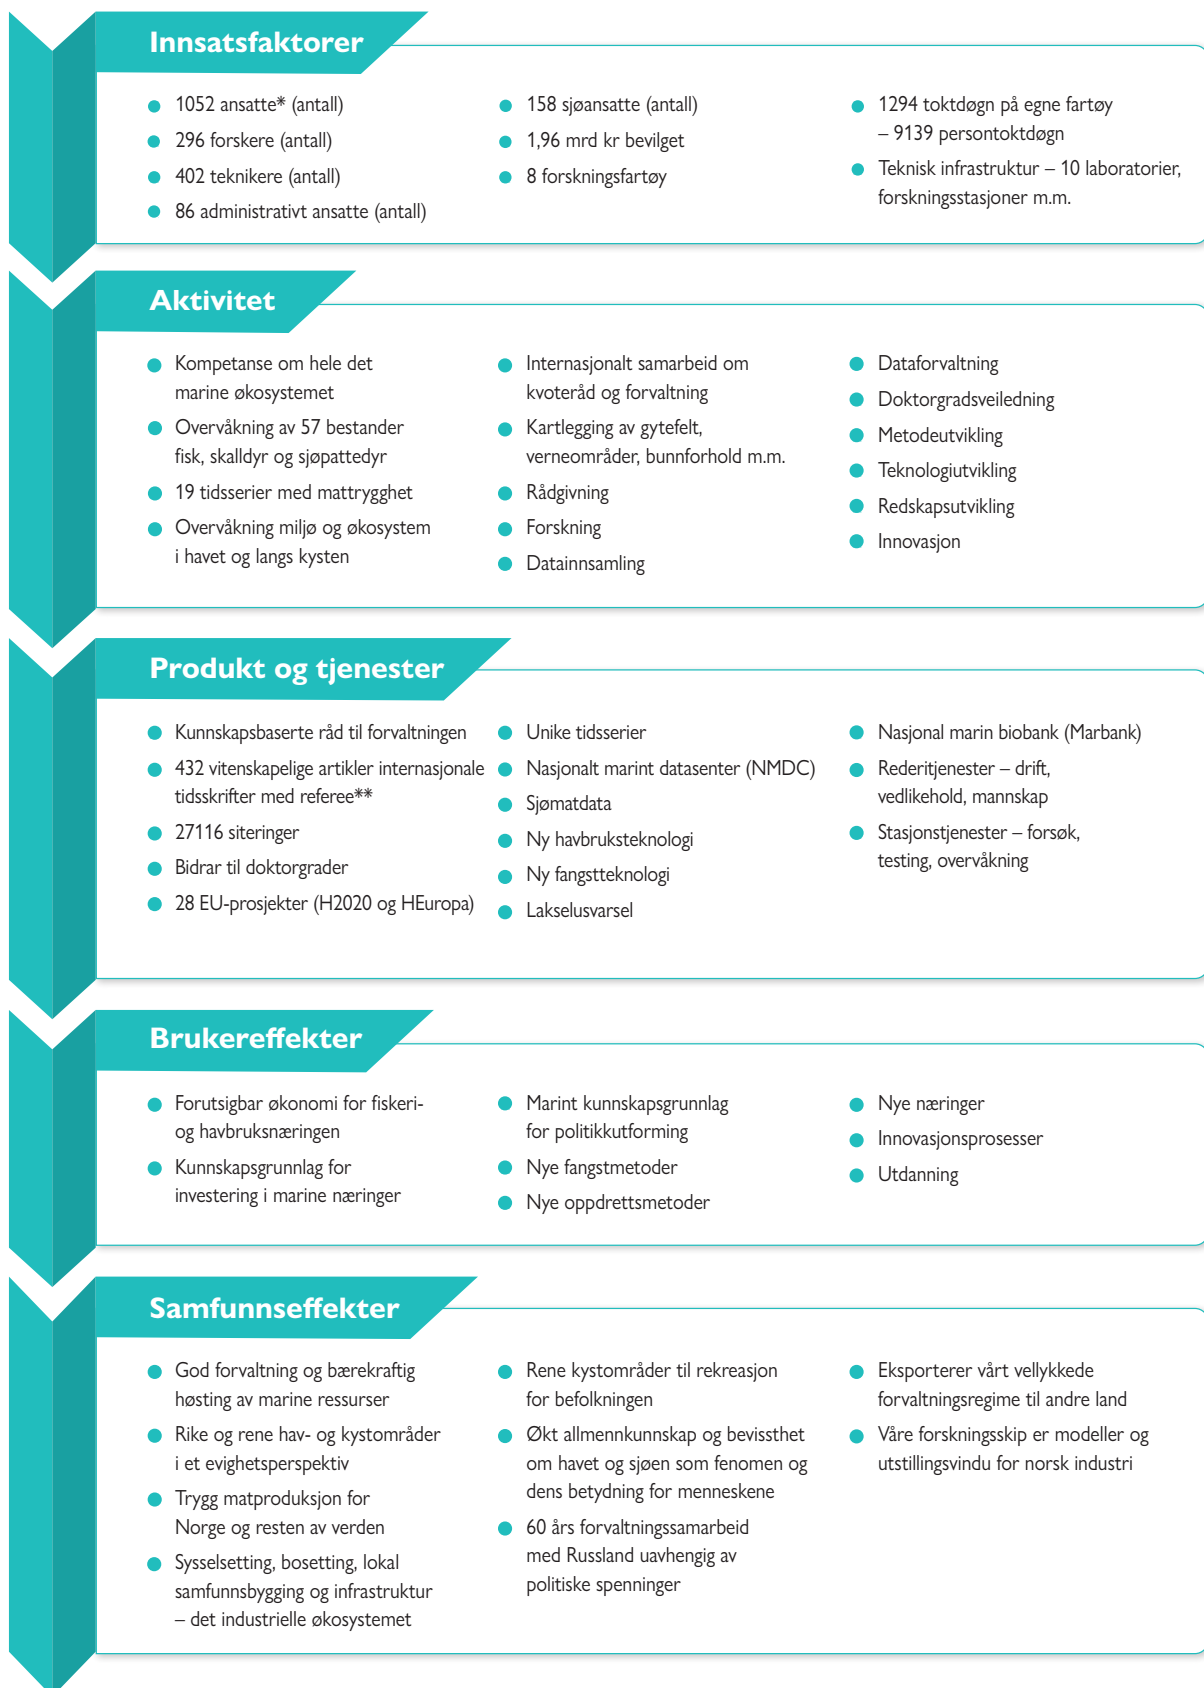 Innsatsfaktorer
1052 ansatte* (antall)
296 forskere (antall)
402 teknikere (antall)
86 administrativt ansatte (antall)
158 sjøansatte (antall)
1,96 mrd kr bevilget
8 forskningsfartøy
1294 toktdøgn på egne fartøy
– 9139 persontoktdøgn
Teknisk infrastruktur – 10 laboratorier,
forskningsstasjoner m.m.
Aktivitet
Kompetanse om hele det
marine økosystemet
Overvåkning av 57 bestander
fisk, skalldyr og sjøpattedyr
19 tidsserier med mattrygghet
Overvåkning miljø og økosystem
i havet og langs kysten
Internasjonalt samarbeid om
kvoteråd og forvaltning
Kartlegging av gytefelt,
verneområder, bunnforhold m.m.
Rådgivning
Forskning
Datainnsamling
Dataforvaltning
Doktorgradsveiledning
Metodeutvikling
Teknologiutvikling
Redskapsutvikling
Innovasjon
Produkt og tjenester
Kunnskapsbaserte råd til forvaltningen
432 vitenskapelige artikler internasjonale
tidsskrifter med referee**
27116 siteringer
Bidrar til doktorgrader
28 EU-prosjekter (H2020 og HEuropa)
Unike tidsserier
Nasjonalt marint datasenter (NMDC)
Sjømatdata
Ny havbruksteknologi
Ny fangstteknologi
Lakselusvarsel
Nasjonal marin biobank (Marbank)
Rederitjenester – drift,
vedlikehold, mannskap
Stasjonstjenester – forsøk,
testing, overvåkning
Brukereffekter
Forutsigbar økonomi for fiskeri-
og havbruksnæringen
Kunnskapsgrunnlag for
investering i marine næringer
Marint kunnskapsgrunnlag
for politikkutforming
Nye fangstmetoder
Nye oppdrettsmetoder
Nye næringer
Innovasjonsprosesser
Utdanning
Samfunnseffekter
God forvaltning og bærekraftig
høsting av marine ressurser
Rike og rene hav- og kystområder
i et evighetsperspektiv
Trygg matproduksjon for
Norge og resten av verden
Sysselsetting, bosetting, lokal
samfunnsbygging og infrastruktur
– det industrielle økosystemet
Rene kystområder til rekreasjon
for befolkningen
Økt allmennkunnskap og bevissthet
om havet og sjøen som fenomen og
dens betydning for menneskene
60 års forvaltningssamarbeid
med Russland uavhengig av
politiske spenninger
Eksporterer vårt vellykkede
forvaltningsregime til andre land
Våre forskningsskip er modeller og
utstillingsvindu for norsk industri